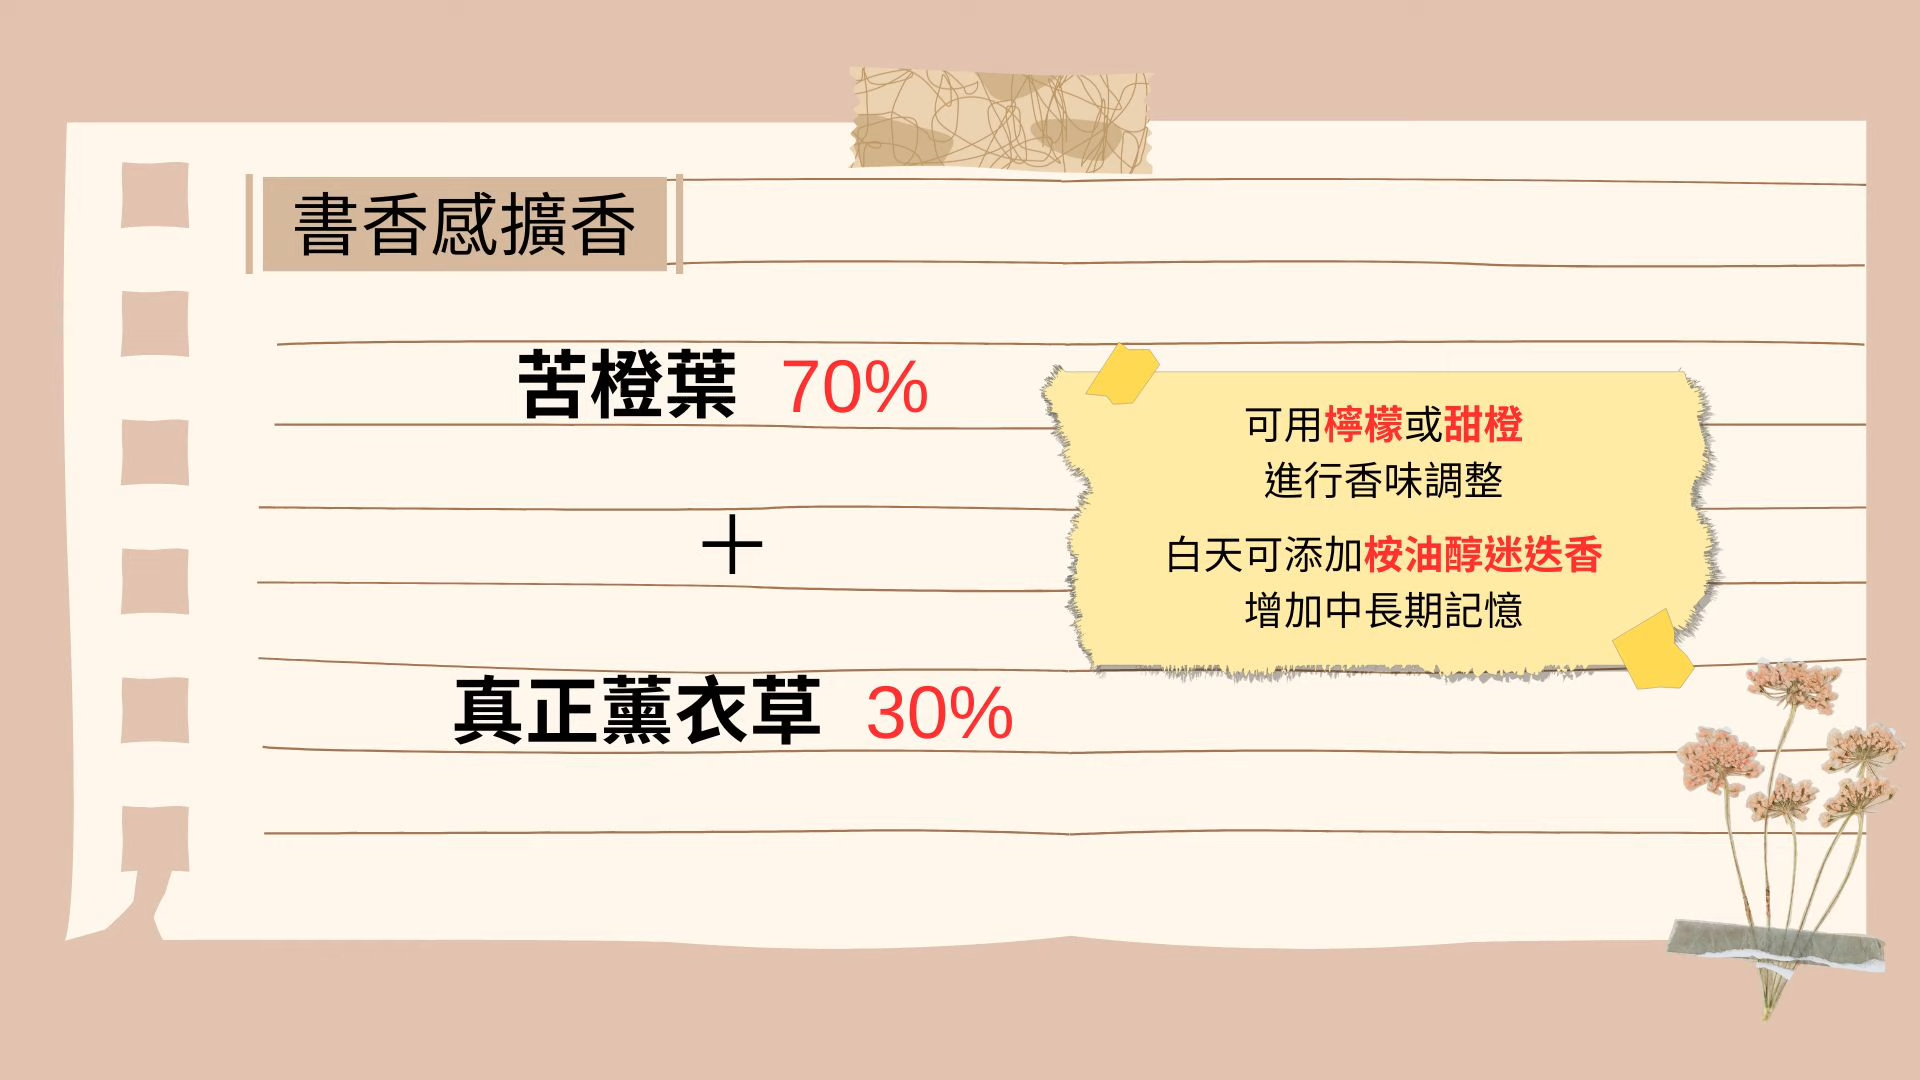 書香感擴香
苦橙葉 70%
+
真正薰衣草 30%
可用檸檬或甜橙
進行香味調整
白天可添加桉油醇迷迭香
增加中長期記憶